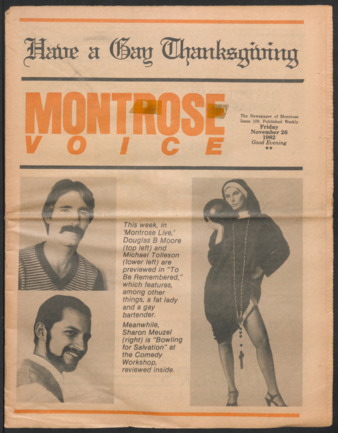 Have a Gay Thanksgiving
MONTROSE
VOICE
The Newspaper of Montrose
Issue 109, Published Weekly
Friday
November 26
1982
Good Evening
**
This week, in
'Montrose Live,'
Douglas B Moore
(top left) and
Michael Tolleson
(lower left) are
previewed in "To
Be Remembered,"
which features,
among other
things, a fat lady
and a gay
bartender.
Meanwhile,
Sharon Meuzel
(right) is "Bowling
for Salvation" at
the Comedy
Workshop,
reviewed inside.